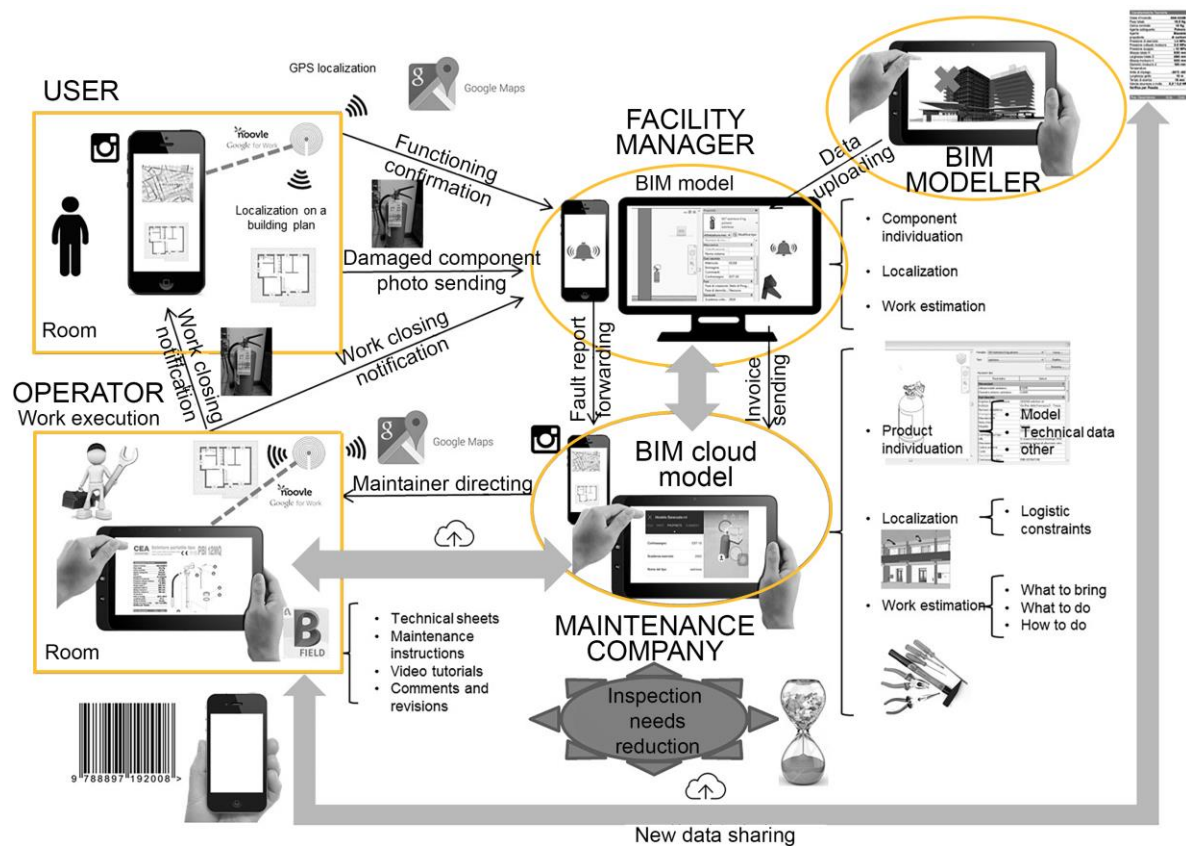 USER
GPS localization
Google Maps
noovle
Google for Work
Localization on a
building plan
Room
Functioning
confirmation
Damaged component
photo sending
Work closing
notification
Work closing
notification
FACILITY
MANAGER
BIM model
Data
uploading
BIM
MODELER
• Component
individuation
• Localization
• Work estimation
Fault report
forwarding
Invoice
sending
OPERATOR
Work execution
Google Maps
noovle
Google for Work
Maintainer directing
CEA
PBI 12NQ
B
FIELD
Room
• Technical sheets
• Maintenance
instructions
• Video tutorials
• Comments and
revisions
BIM cloud
model
MAINTENANCE
COMPANY
Inspection
needs
reduction
• Product
individuation
• Model
• Technical data
• other
• Localization
• Logistic
constraints
• Work estimation
• What to bring
• What to do
• How to do
9 788897 192008 >
New data sharing